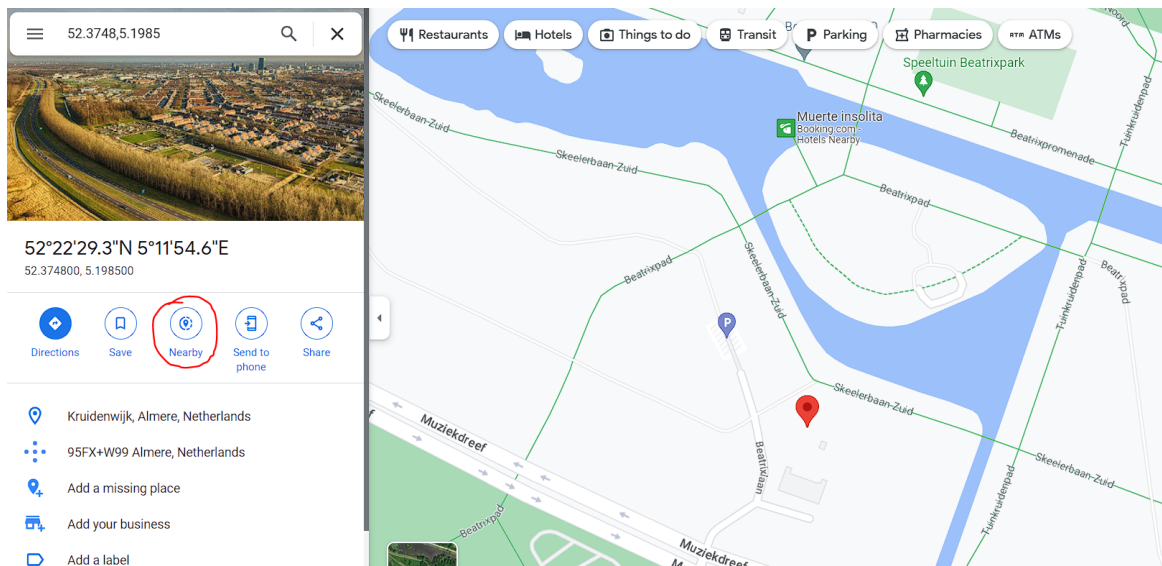 52.3748,5.1985
Restaurants
Hotels
Things to do
Transit
Parking
Pharmacies
ATM ATMs
52°22'29.3"N 5°11'54.6"E
52.374800, 5.198500
Directions
Save
Nearby
Send to
phone
Share
Kruidenwijk, Almere, Netherlands
95FX+W99 Almere, Netherlands
Add a missing place
Add your business
Add a label
Noord
Speeltuin Beatrixpark
Tuinkruidenpad
Skeelerbaan-Zuid
Muerte insolita
Booking.com -
Hotels Nearby
Beatrixpromenade
Skeelerbaan-Zuid
Beatrixpad
Beatrixpad
Skeelerbaan-Zuid
Tuinkruidenpad
Beatrixpad
P
Skeelerbaan-Zuid
Muziekdreef
Beatrixlaan
Skeelerbaan-Zuid
Tuinkruidenpad
Beatrixpad
Muziekdreef